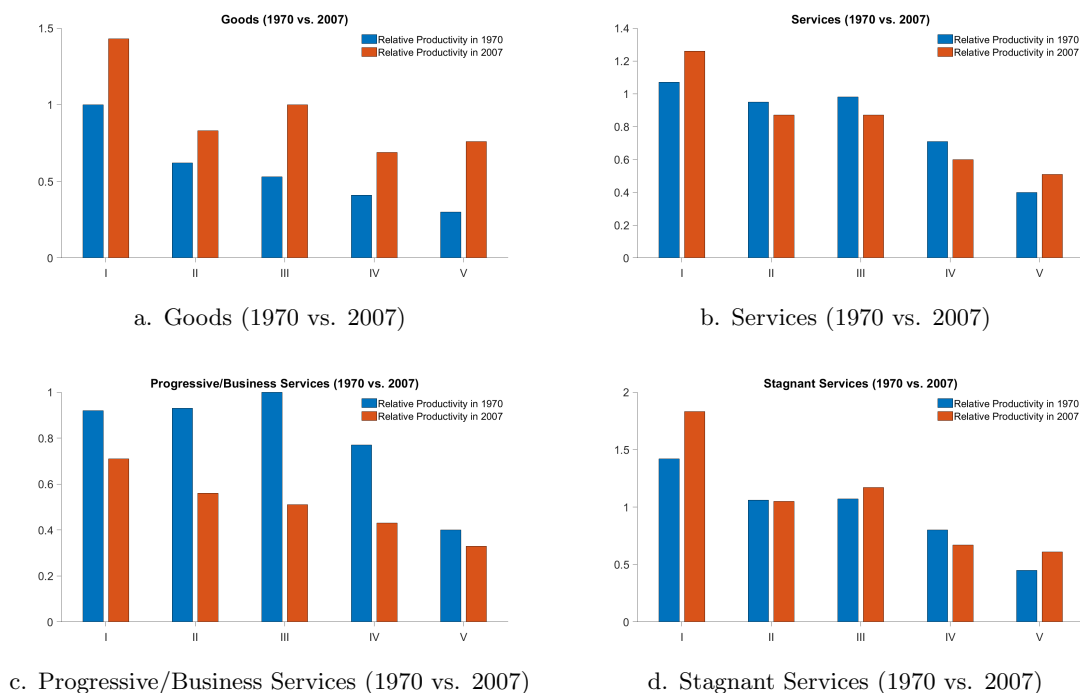 Goods (1970 vs. 2007)
Relative Productivity in 1970
Relative Productivity in 2007
1.5
1
0.5
0
I II III IV V
a. Goods (1970 vs. 2007)
Services (1970 vs. 2007)
Relative Productivity in 1970
Relative Productivity in 2007
1.4
1.2
1
0.8
0.6
0.4
0.2
0
I II III IV V
b. Services (1970 vs. 2007)
Progressive/Business Services (1970 vs. 2007)
Relative Productivity in 1970
Relative Productivity in 2007
1
0.8
0.6
0.4
0.2
0
I II III IV V
c. Progressive/Business Services (1970 vs. 2007)
Stagnant Services (1970 vs. 2007)
Relative Productivity in 1970
Relative Productivity in 2007
2
1.5
1
0.5
0
I II III IV V
d. Stagnant Services (1970 vs. 2007)